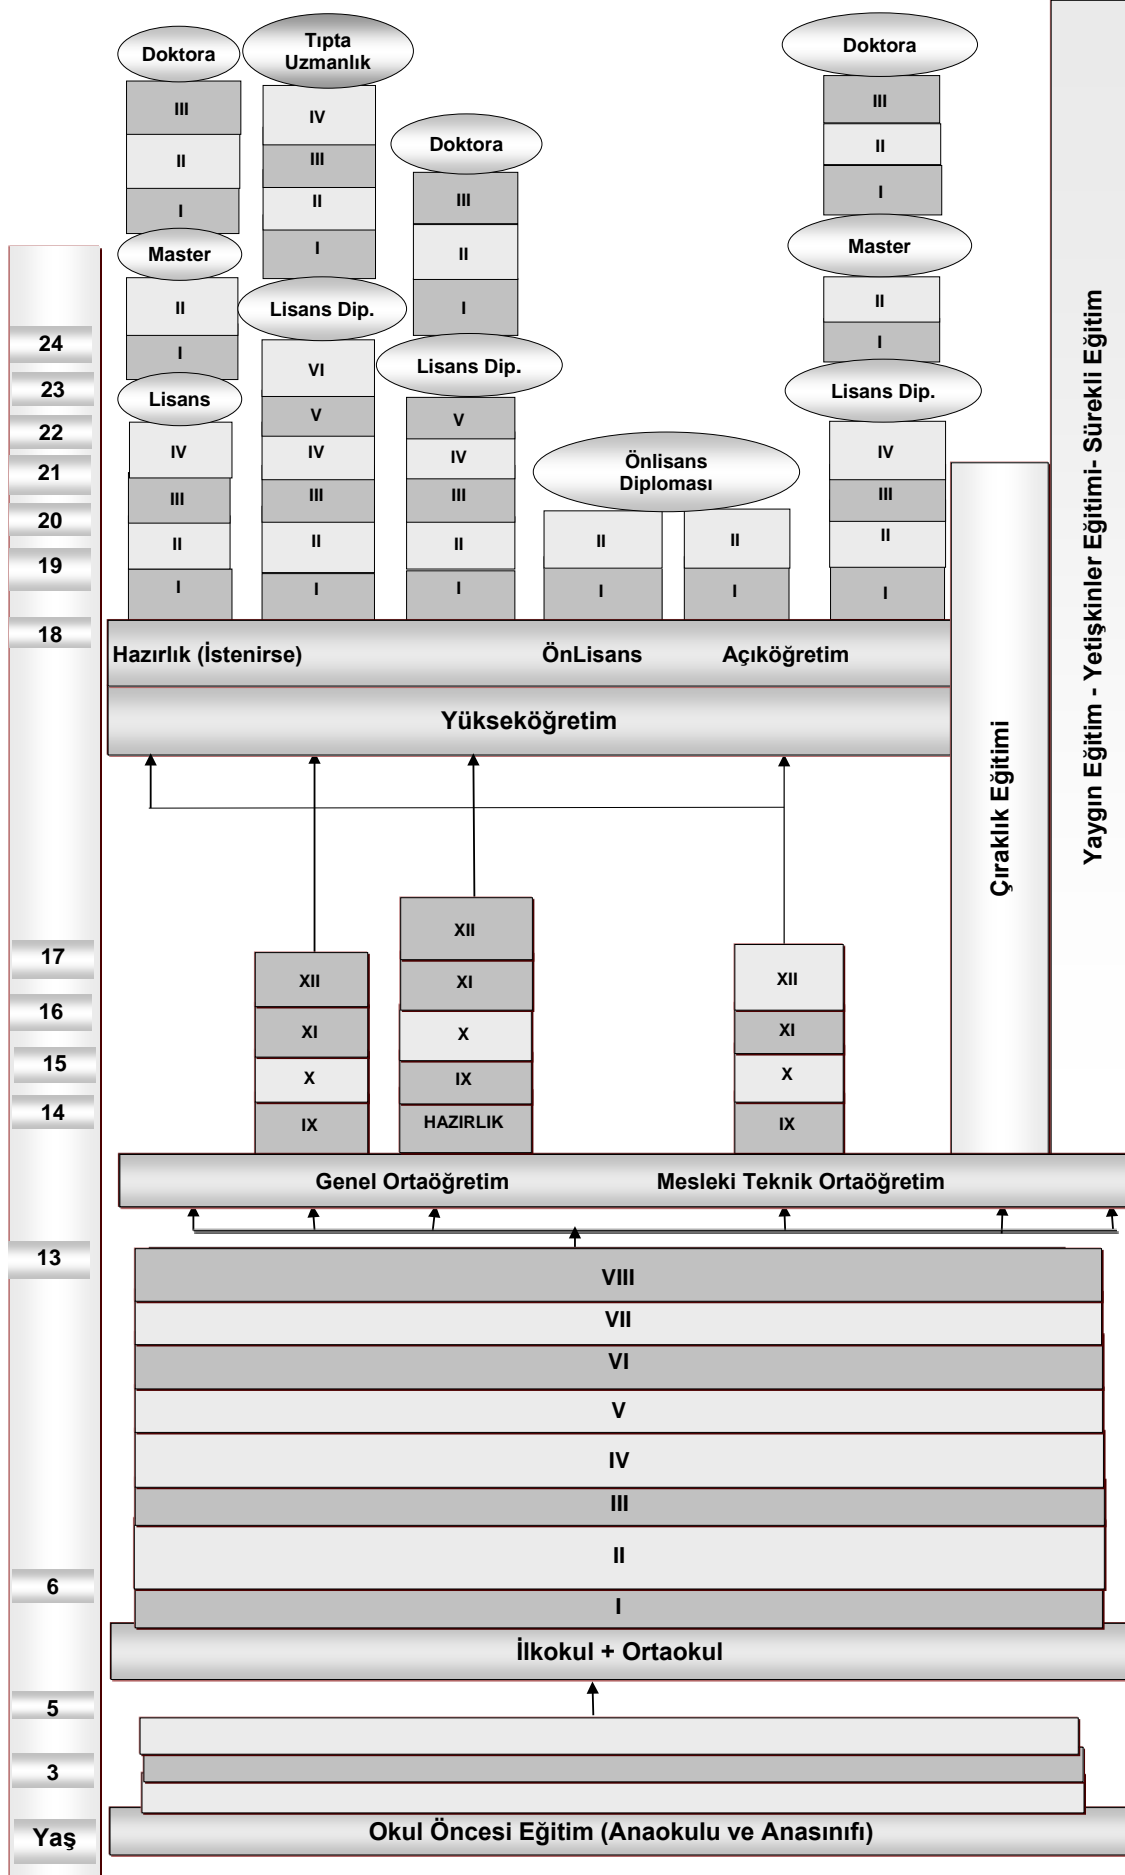 Doktora
Tıpta
Uzmanlık
Doktora
III
IV
III
Doktora
II
III
II
I
II
III
I
Master
I
II
Master
II
Lisans Dip.
I
II
24
I
VI
Lisans Dip.
I
23
Lisans
V
V
Lisans Dip.
22
IV
IV
IV
Önlisans
Diploması
IV
21
III
III
III
III
20
II
II
II
II
II
II
19
I
I
I
I
I
I
18
Hazırlık (İstenirse)
ÖnLisans
Açıköğretim
Yükseköğretim
Çıraklık Eğitimi
Yaygın Eğitim - Yetişkinler Eğitimi- Sürekli Eğitim
17
XII
XII
XII
16
XI
XI
XI
15
X
X
X
14
IX
IX
IX
HAZIRLIK
Genel Ortaöğretim
Mesleki Teknik Ortaöğretim
13
VIII
VII
VI
V
IV
III
II
6
I
İlkokul + Ortaokul
5
3
Yaş
Okul Öncesi Eğitim (Anaokulu ve Anasınıfı)